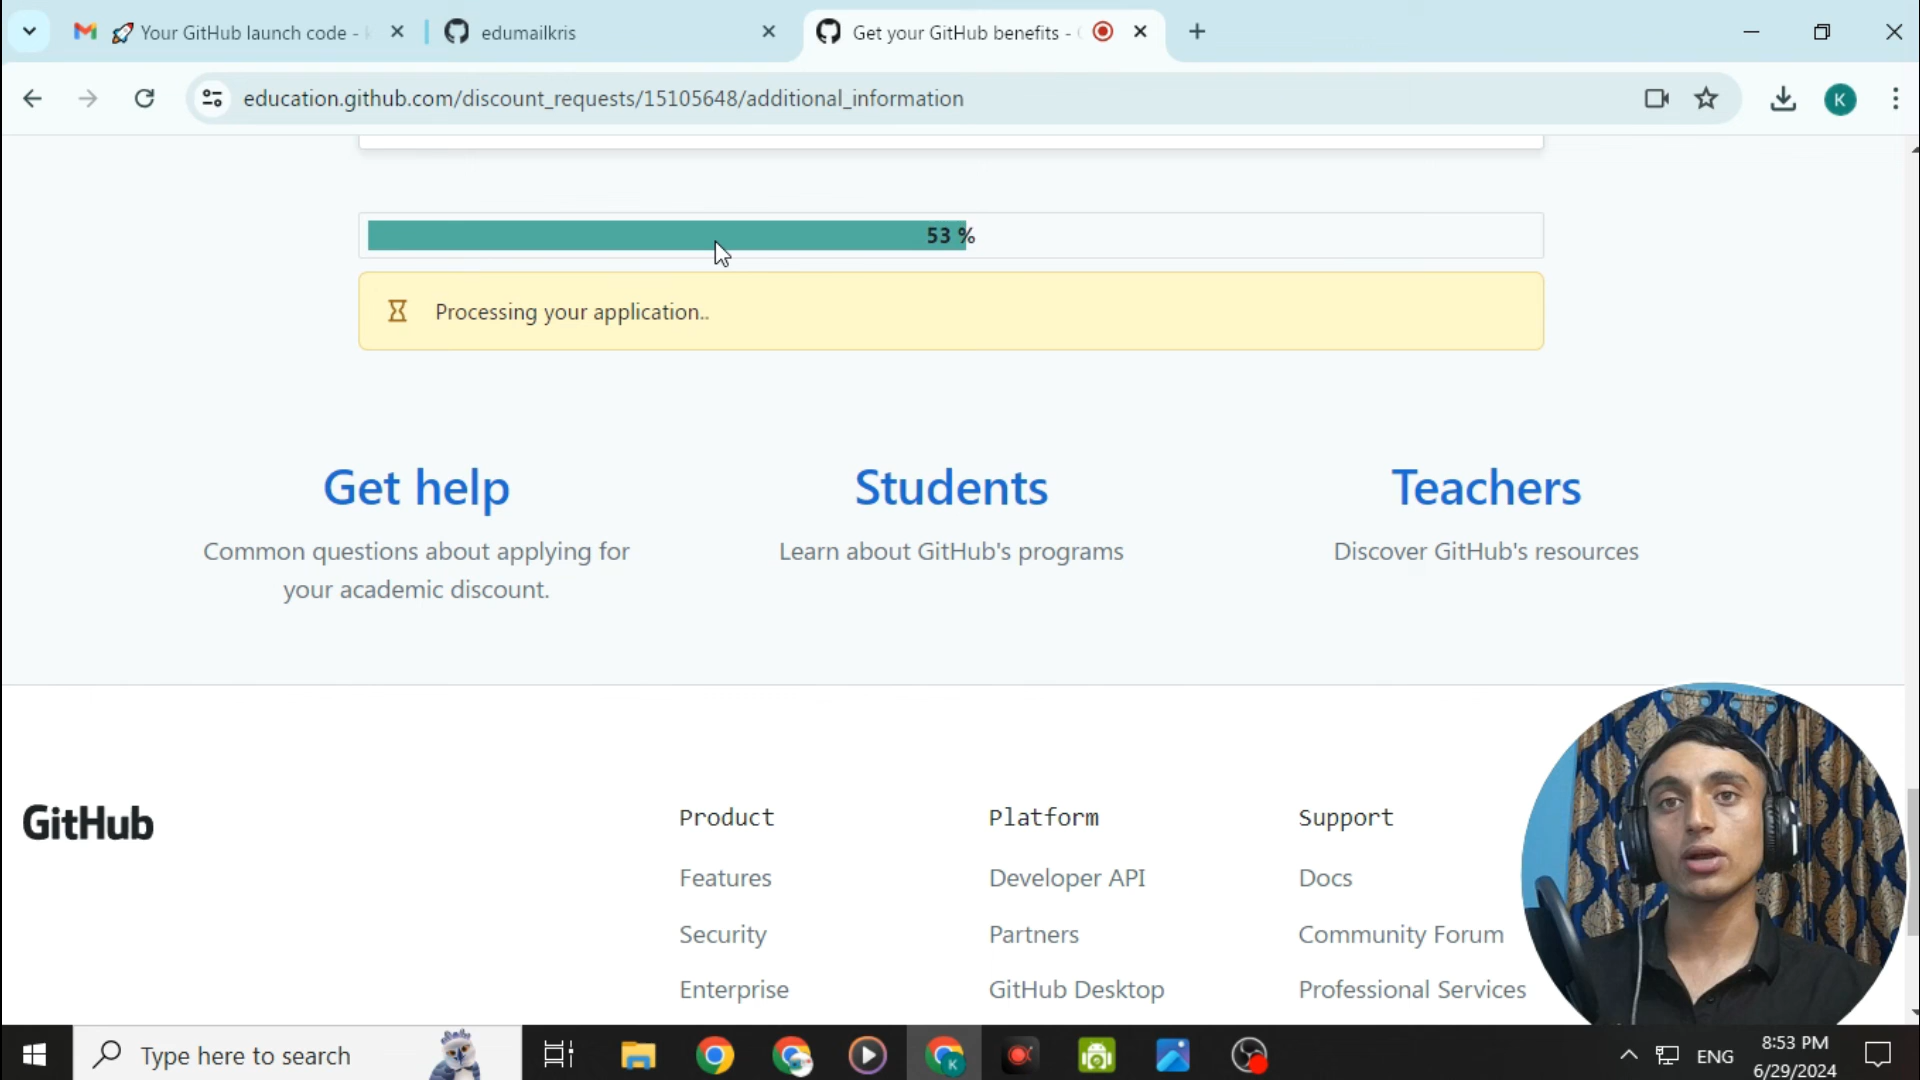 🚀 Your GitHub launch code -
edumailkris
Get your GitHub benefits -
education.github.com/discount_requests/15105648/additional_information
K
53 %
Processing your application..
Get help
Common questions about applying for
your academic discount.
Students
Learn about GitHub's programs
Teachers
Discover GitHub's resources
GitHub
Product
Features
Security
Enterprise
Platform
Developer API
Partners
GitHub Desktop
Support
Docs
Community Forum
Professional Services
Type here to search
K
ENG
8:53 PM
6/29/2024